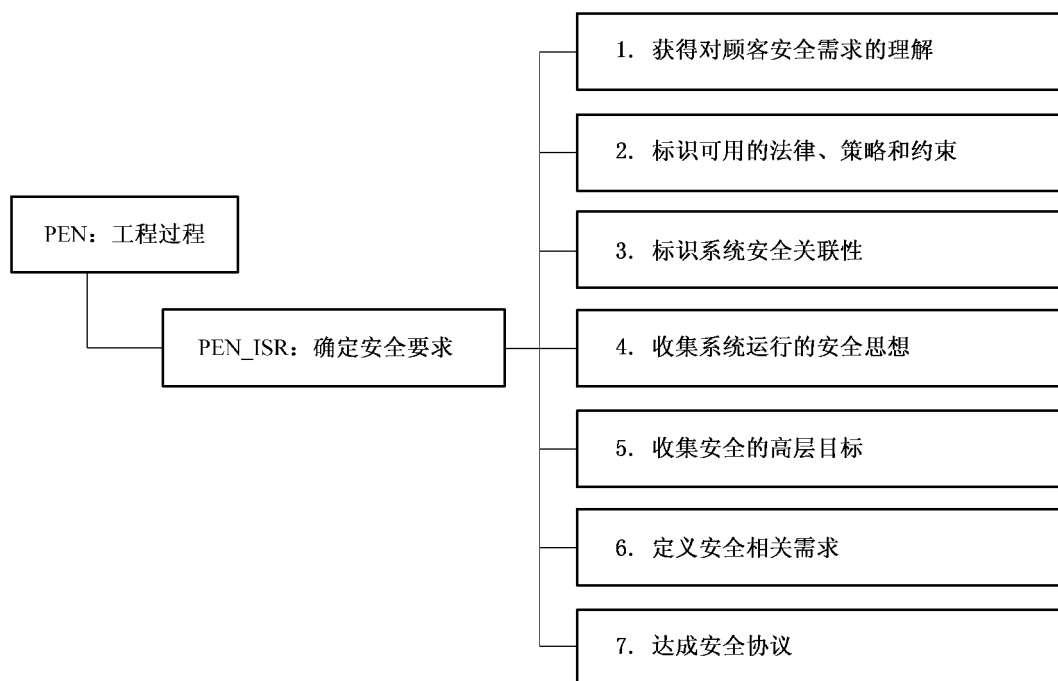 PEN：工程过程
PEN_ISR：确定安全要求
1. 获得对顾客安全需求的理解
2. 标识可用的法律、策略和约束
3. 标识系统安全关联性
4. 收集系统运行的安全思想
5. 收集安全的高层目标
6. 定义安全相关需求
7. 达成安全协议